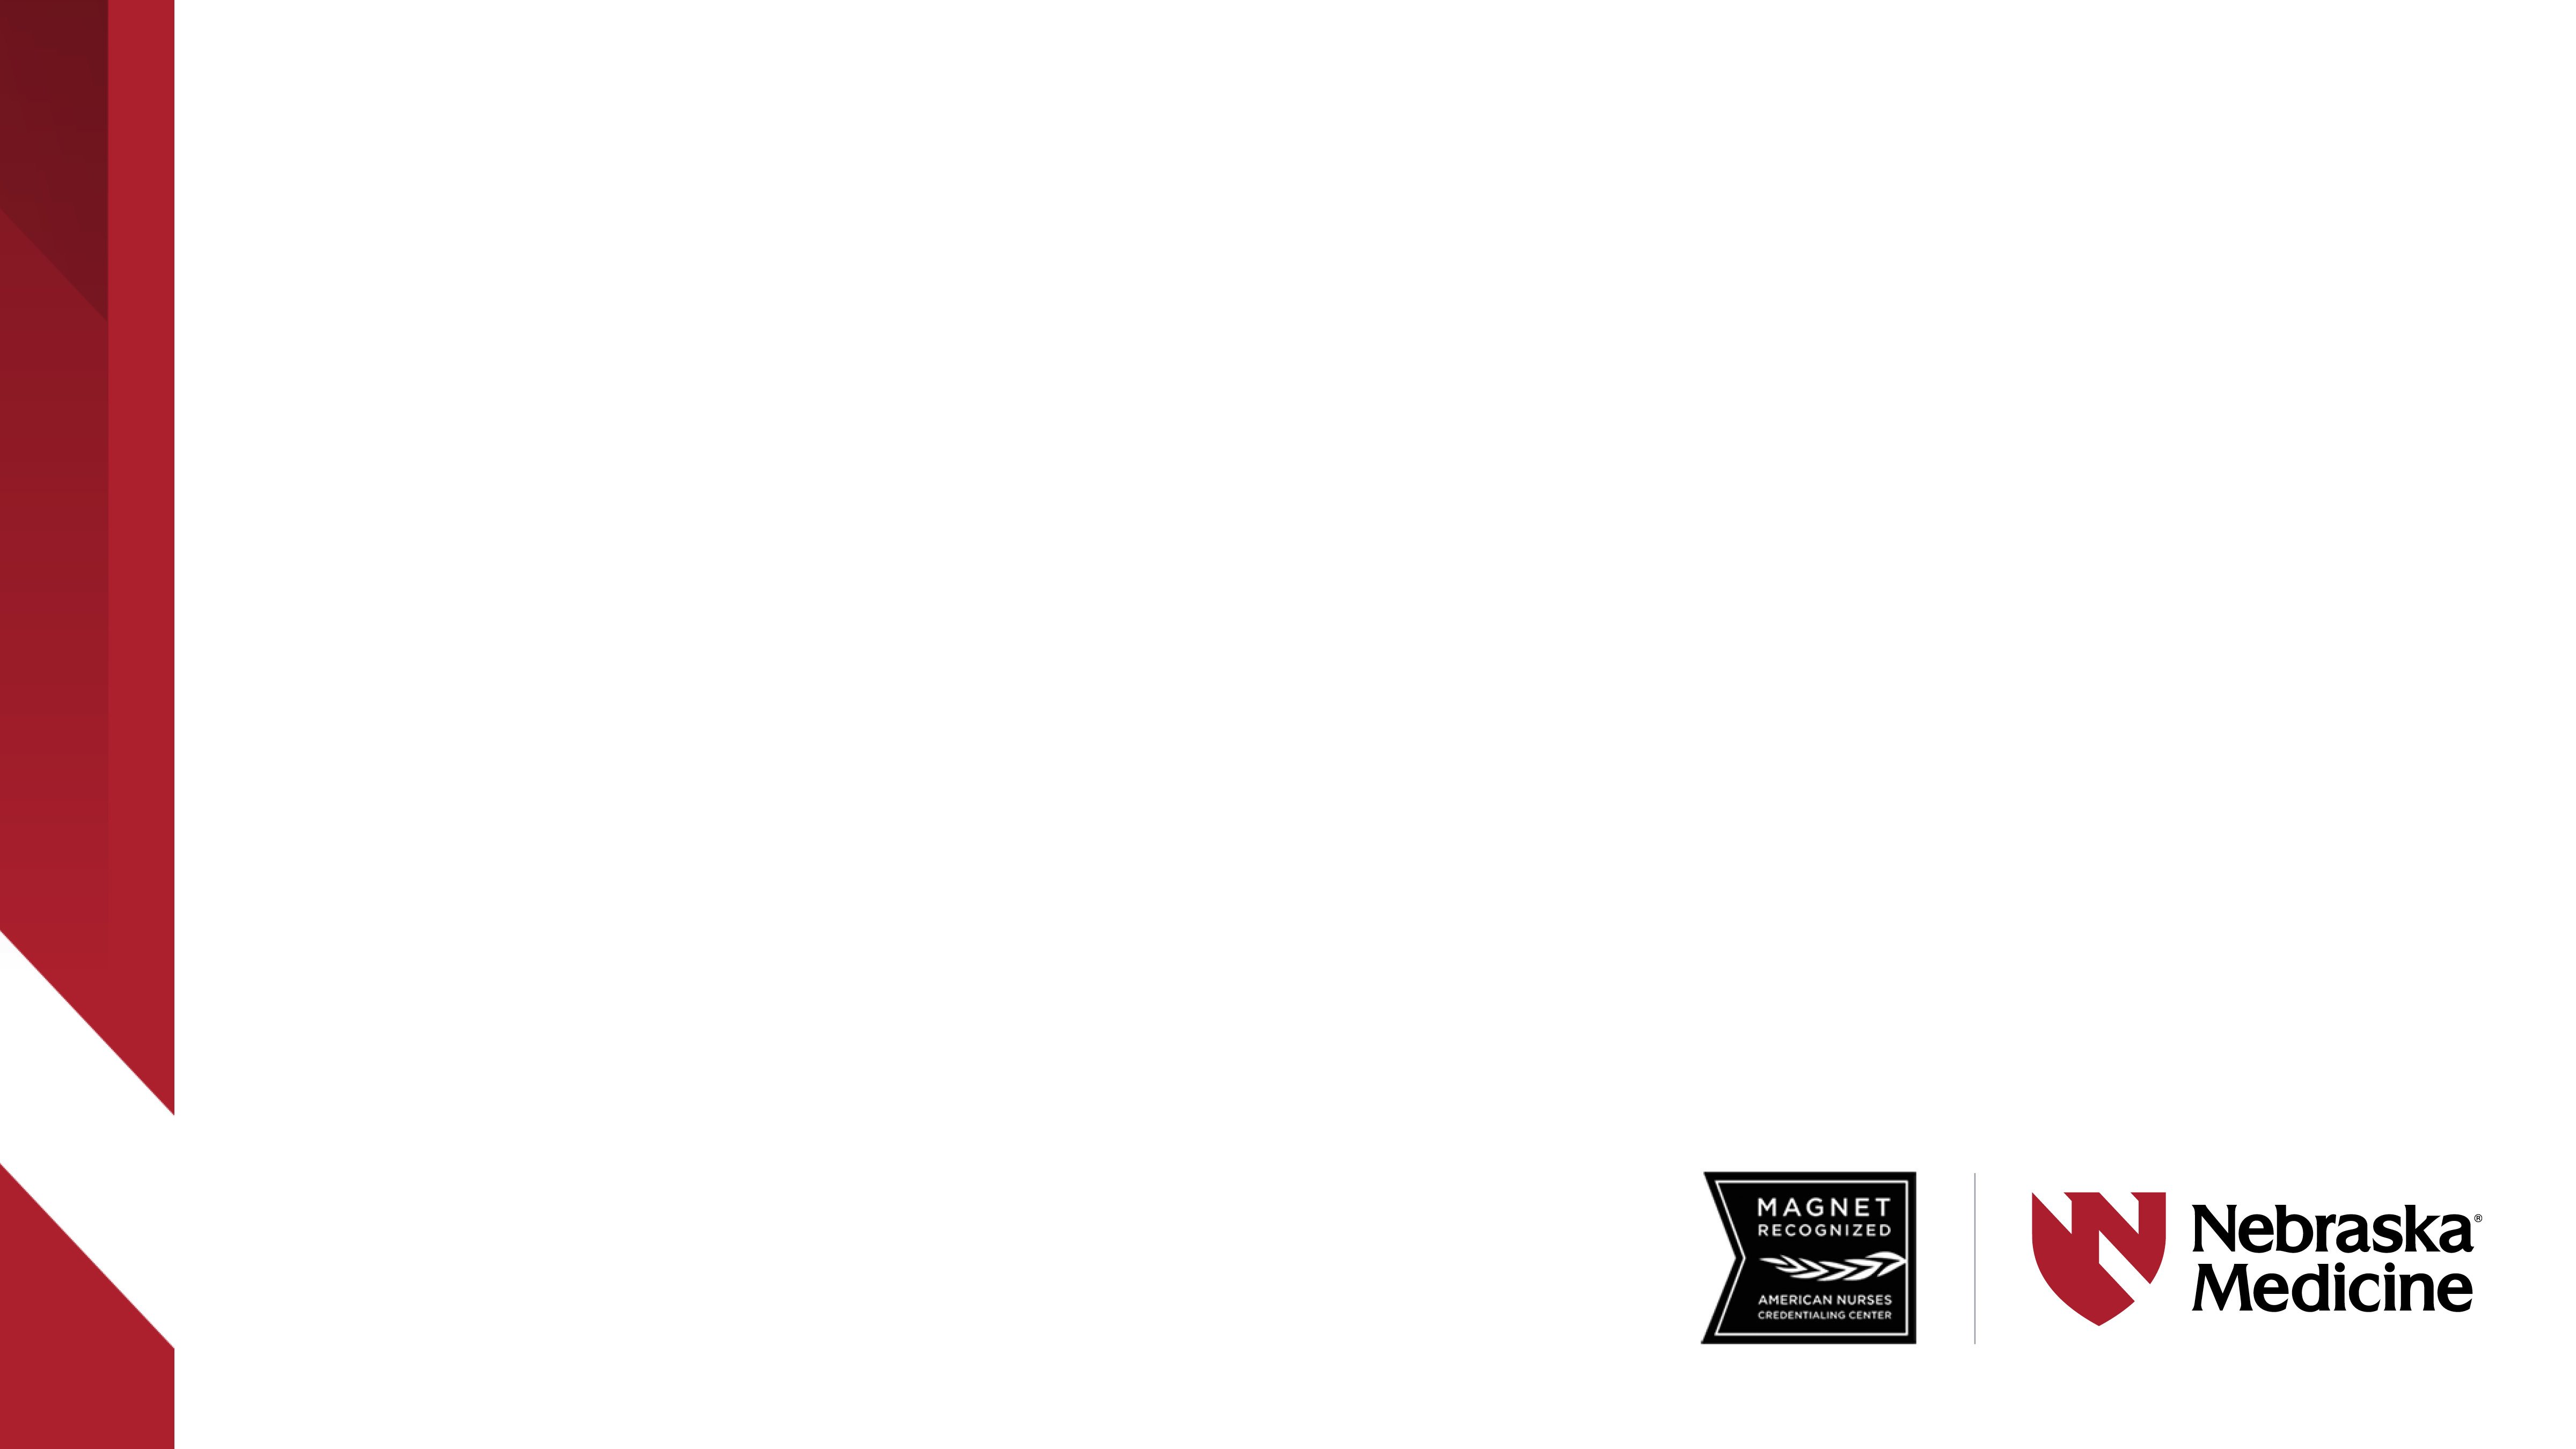 MAGNET
RECOGNIZED
AMERICAN NURSES
CREDENTIALING CENTER
Nebraska®
Medicine